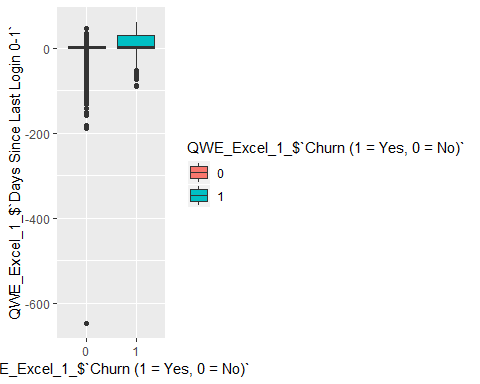 QWE_Excel_1_$`Days Since Last Login 0-1`
0
-200
-400
-600
0
1
E_Excel_1_$`Churn (1 = Yes, 0 = No)`
QWE_Excel_1_$`Churn (1 = Yes, 0 = No)`
0
1